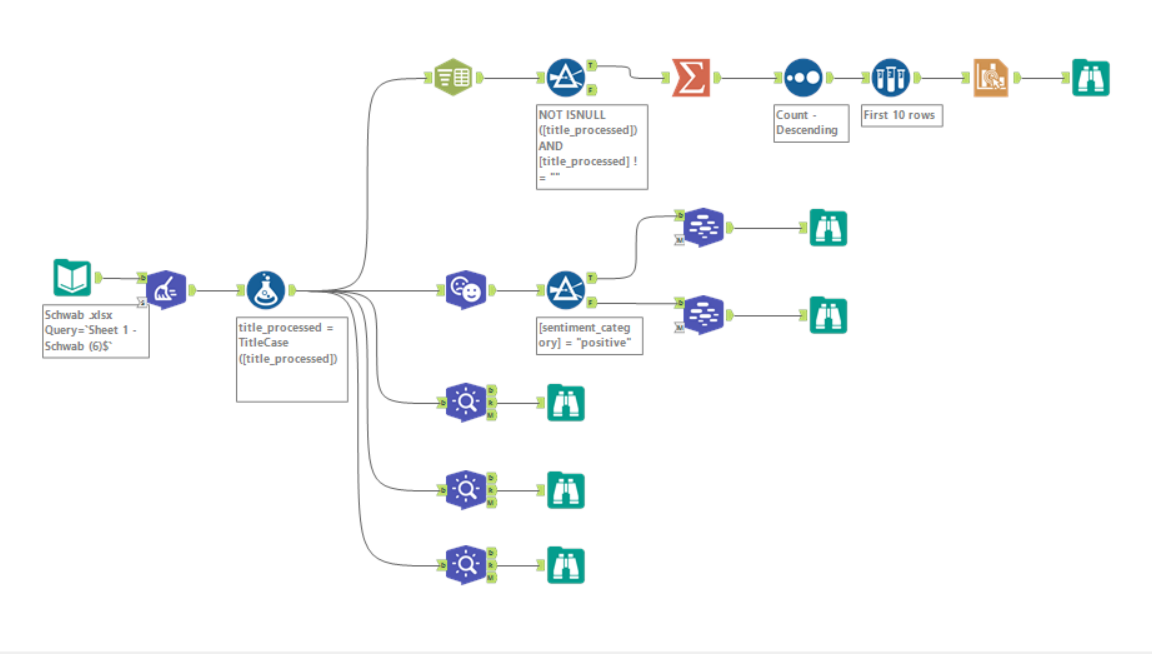 NOT ISNULL
([title_processed])
AND
[title_processed] !
= ""
Count -
Descending
First 10 rows
Schwab .xlsx
Query=`Sheet 1 -
Schwab (6)$`
title_processed =
TitleCase
([title_processed])
[sentiment_categ
ory] = "positive"
T
F
T
F
D
S
D
M
D
M
D
D
R
M
D
D
R
M
D
D
R
M